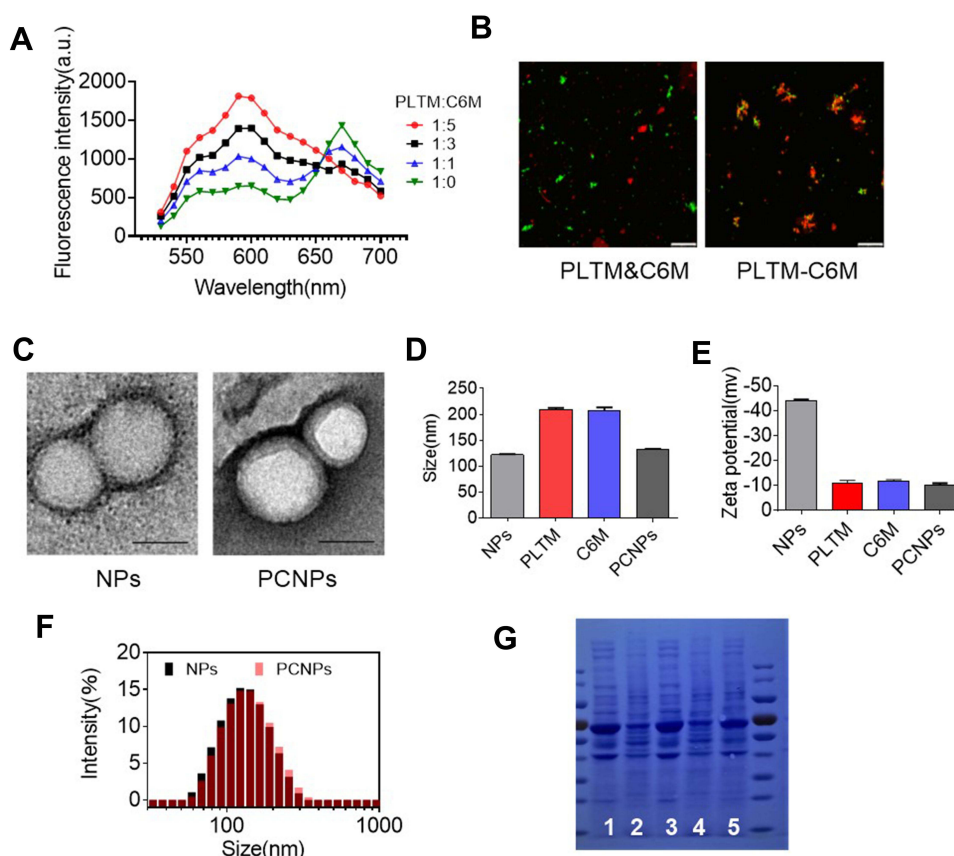 A
Fluorescence intensity(a.u.)
2000
1500
1000
500
0
550
600
650
700
Wavelength(nm)
PLTM:C6M
1:5
1:3
1:1
1:0
B
PLTM&C6M
PLTM-C6M
C
NPs
PCNPs
D
Size(nm)
250
200
150
100
50
0
NPs
PLTM
C6M
PCNPs
E
Zeta potential(mv)
-50
-40
-30
-20
-10
0
NPs
PLTM
C6M
PCNPs
F
Intensity(%)
20
15
10
5
0
NPs
PCNPs
100
1000
Size(nm)
G
1 2 3 4 5